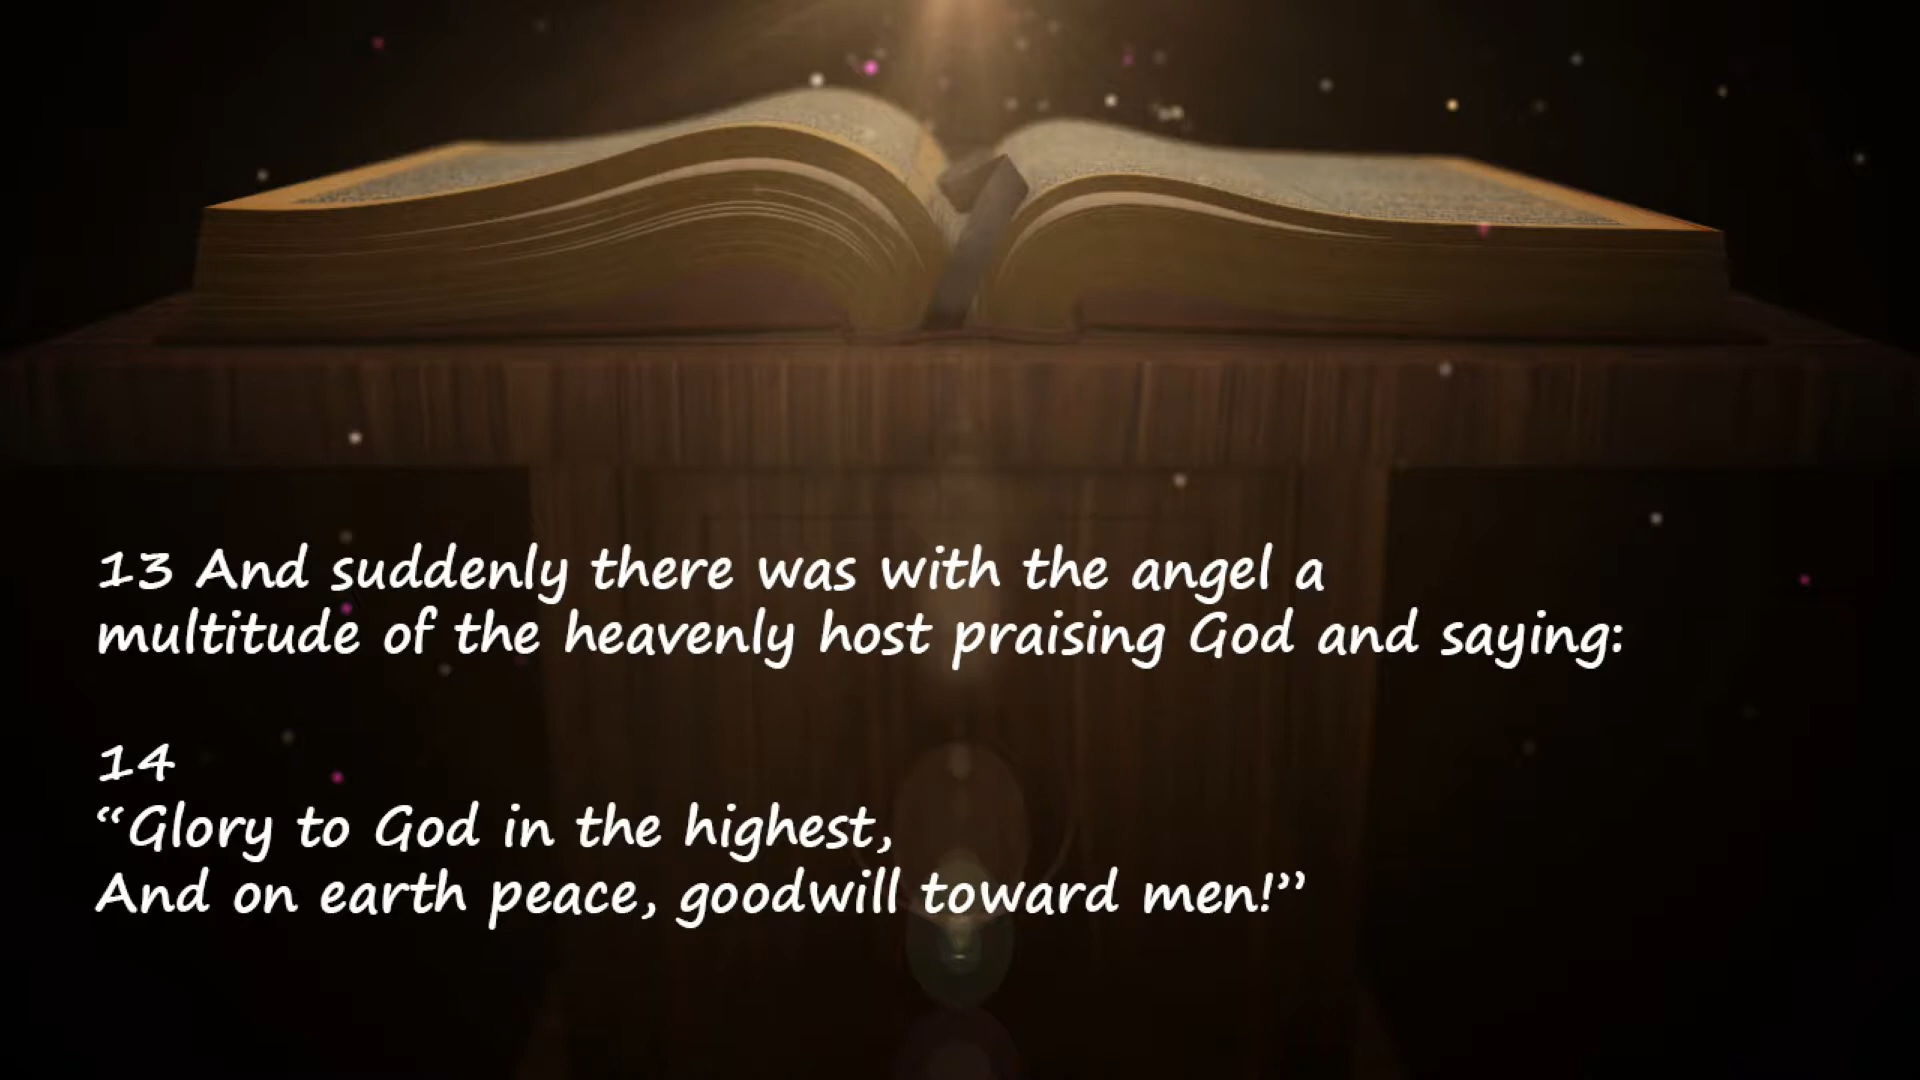 13 And suddenly there was with the angel a
multitude of the heavenly host praising God and saying:
14
“Glory to God in the highest,
And on earth peace, goodwill toward men!”